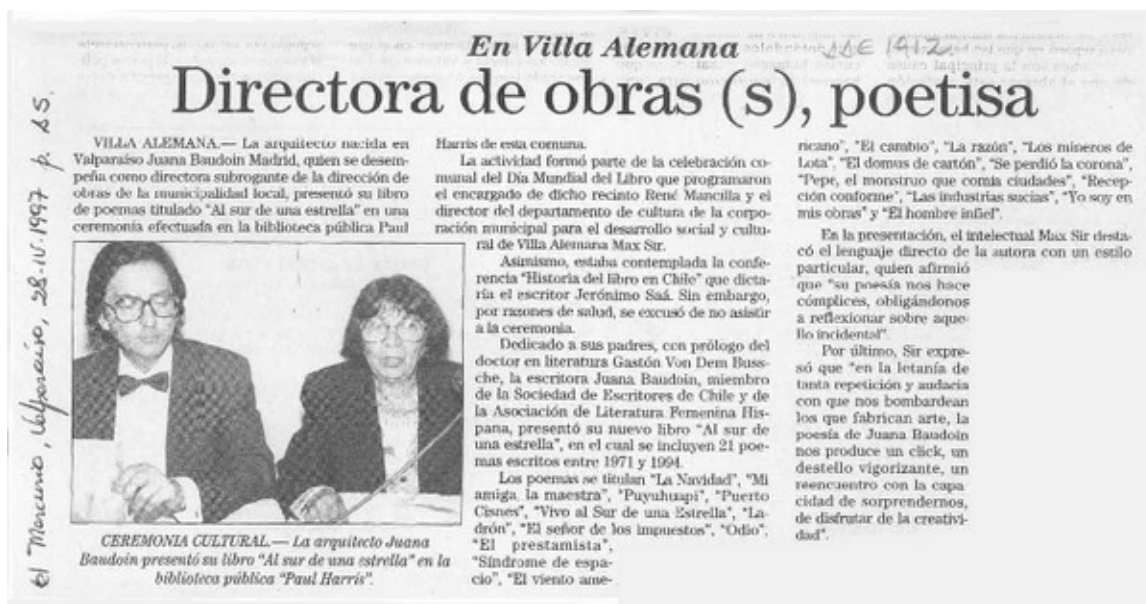 En Villa Alemana
Directora de obras (s), poetisa
el Mercurio, Valparaíso, 28-IV-1997 p. A5.
VILLA ALEMANA.— La arquitecto nacida en
Valparaíso Juana Baudoin Madrid, quien se desem-
peña como directora subrogante de la dirección de
obras de la municipalidad local, presentó su libro
de poemas titulado "Al sur de una estrella" en una
ceremonia efectuada en la biblioteca pública Paul
CEREMONIA CULTURAL.— La arquitecto Juana
Baudoin presentó su libro "Al sur de una estrella" en la
biblioteca pública "Paul Harris".
Harris de esta comuna.
La actividad formó parte de la celebración co-
munal del Día Mundial del Libro que programaron
el encargado de dicho recinto René Mancilla y el
director del departamento de cultura de la corpo-
ración municipal para el desarrollo social y cultu-
ral de Villa Alemana Max Sir.
Asimismo, estaba contemplada la confe-
rencia "Historia del libro en Chile" que dicta-
ría el escritor Jerónimo Saá. Sin embargo,
por razones de salud, se excusó de no asistir
a la ceremonia.
Dedicado a sus padres, con prólogo del
doctor en literatura Gastón Von Dem Buss-
che, la escritora Juana Baudoin, miembro
de la Sociedad de Escritores de Chile y de
la Asociación de Literatura Femenina His-
pana, presentó su nuevo libro "Al sur de
una estrella", en el cual se incluyen 21 poe-
mas escritos entre 1971 y 1994.
Los poemas se titulan "La Navidad", "Mi
amiga, la maestra", "Puyuhuapi", "Puerto
Cisnes", "Vivo al Sur de una Estrella", "La-
drón", "El señor de los impuestos", "Odio",
"El prestamista",
"Síndrome de espa-
cio", "El viento ame-
ricano", "El cambio", "La razón", "Los mineros de
Lota", "El domus de cartón", "Se perdió la corona",
"Pepe, el monstruo que comía ciudades", "Recep-
ción conforme", "Las industrias sucias", "Yo soy en
mis obras" y "El hombre infiel".
En la presentación, el intelectual Max Sir desta-
có el lenguaje directo de la autora con un estilo
particular, quien afirmó
que "su poesía nos hace
cómplices, obligándonos
a reflexionar sobre aque-
llo incidental".
Por último, Sir expre-
só que "en la letanía de
tanta repetición y audacia
con que nos bombardean
los que fabrican arte, la
poesía de Juana Baudoin
nos produce un click, un
destello vigorizante, un
reencuentro con la capa
cidad de sorprendernos,
de disfrutar de la creativi-
dad".